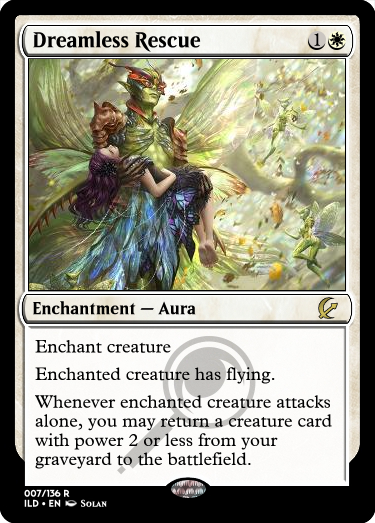 Dreamless Rescue 1
Enchantment — Aura
Enchant creature
Enchanted creature has flying.
Whenever enchanted creature attacks
alone, you may return a creature card
with power 2 or less from your
graveyard to the battlefield.
007/136 R
ILD • EN SOLAN